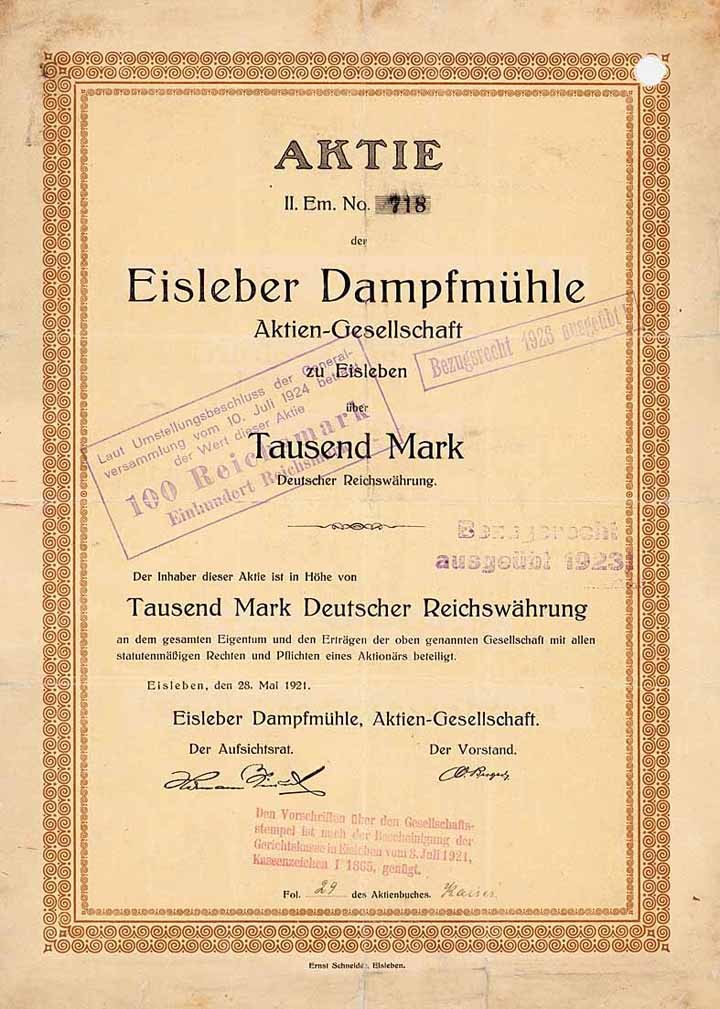 AKTIE
II. Em. No. 718
der
Eisleber Dampfmühle
Aktien-Gesellschaft
zu Eisleben
über
Tausend Mark
Deutscher Reichswährung.
Bezugsrecht 1926 ausgeübt
Laut Umstellungsbeschluss der General-
versammlung vom 10. Juli 1924 beträgt
der Wert dieser Aktie
100 Reichsmark
Einhundert Reichsmark
Bezugsrecht
ausgeübt 1923
Der Inhaber dieser Aktie ist in Höhe von
Tausend Mark Deutscher Reichswährung
an dem gesamten Eigentum und den Erträgen der oben genannten Gesellschaft mit allen
statutenmäßigen Rechten und Pflichten eines Aktionärs beteiligt.
Eisleben, den 28. Mai 1921.
Eisleber Dampfmühle, Aktien-Gesellschaft.
Der Aufsichtsrat. Der Vorstand.
Den Vorschriften über den Gesellschafts-
stempel ist nach der Bescheinigung der
Gerichtskasse in Eisleben vom 8. Juli 1921,
Kassenzeichen I 1865, genügt.
Fol. 29 des Aktienbuches. Kaiser
Ernst Schneider, Eisleben.